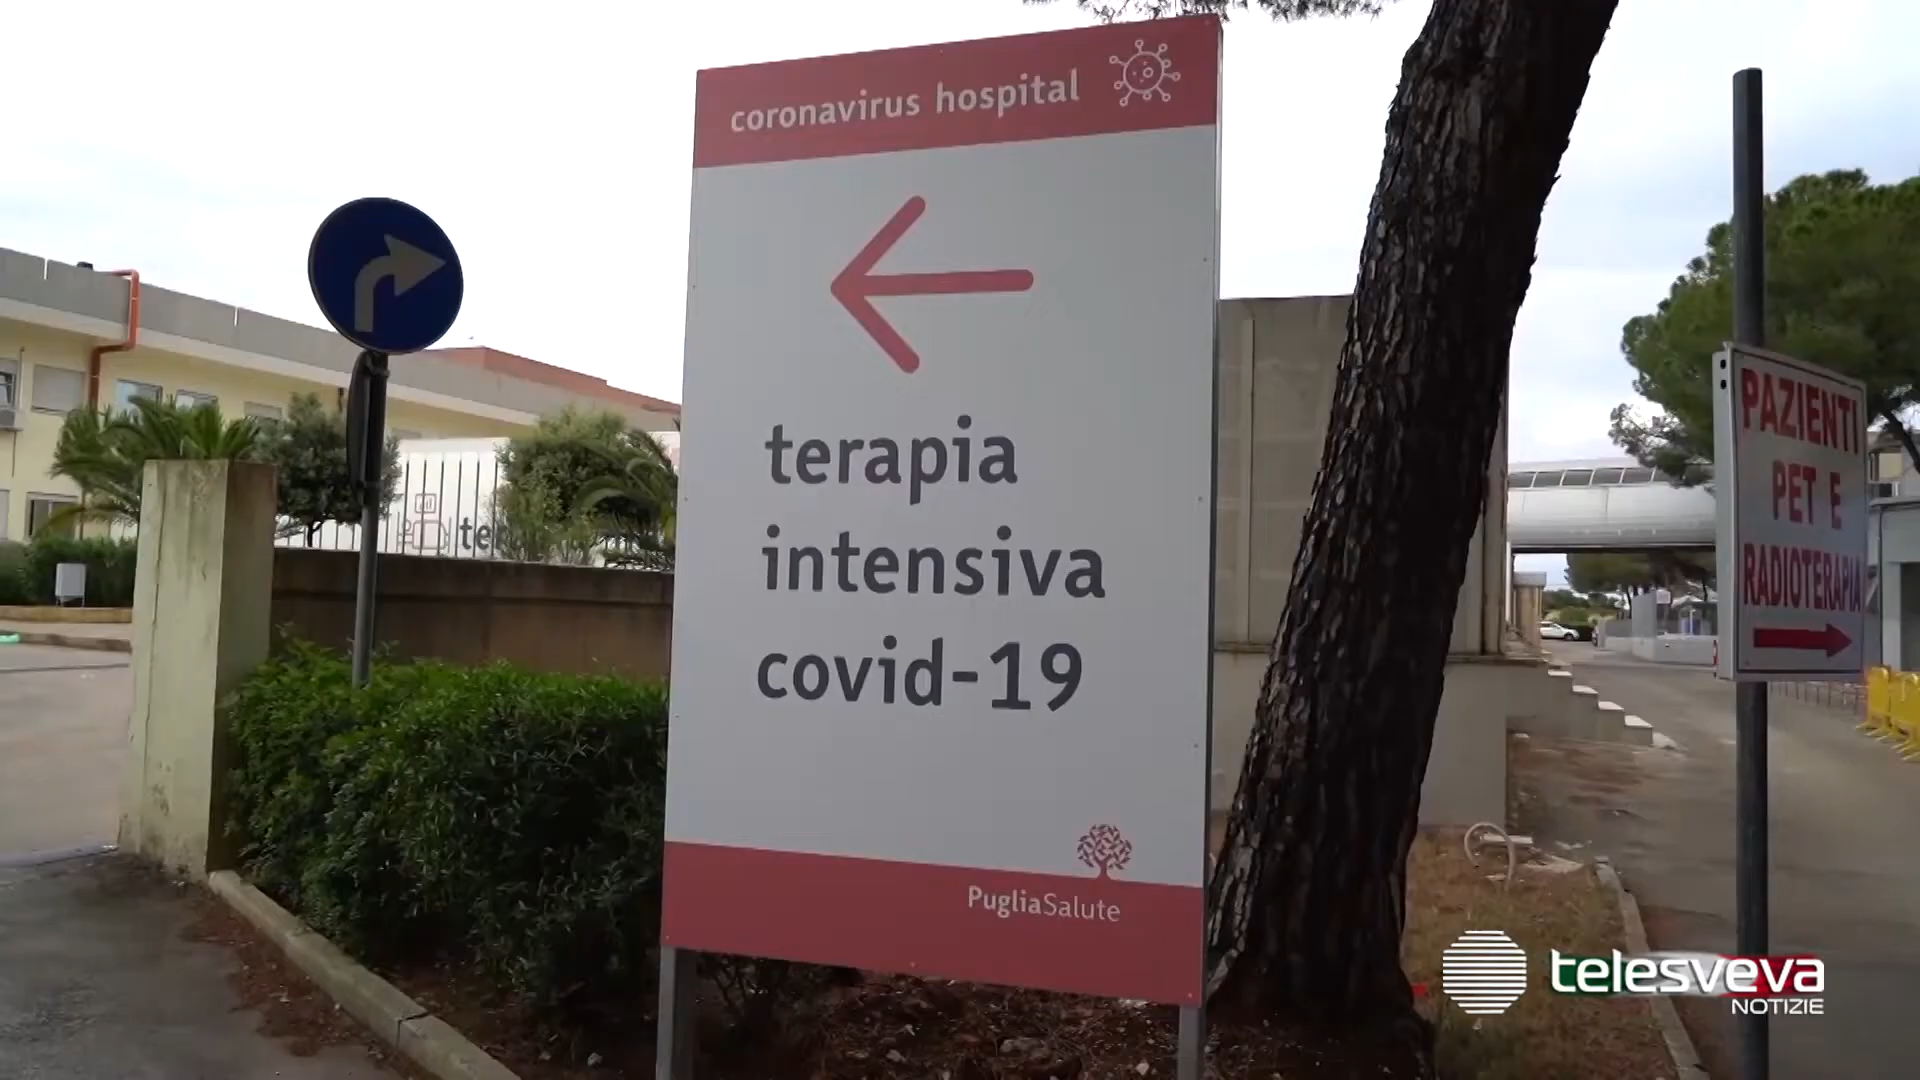 coronavirus hospital
terapia
intensiva
covid-19
PugliaSalute
PAZIENTI
PET E
RADIOTERAPIA
telesveva
NOTIZIE